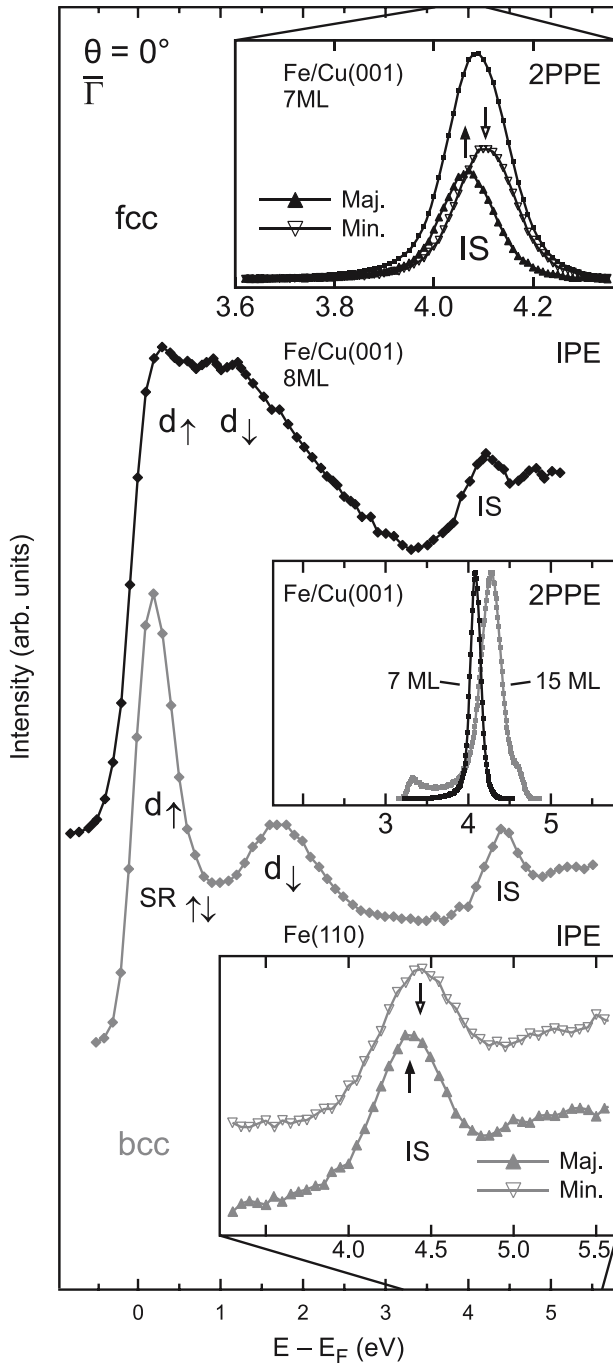 θ = 0°
Γ̅
Fe/Cu(001)
7ML
2PPE
Maj.
Min.
IS
fcc
3.6 3.8 4.0 4.2
Fe/Cu(001)
8ML
IPE
d↑ d↓
IS
Intensity (arb. units)
Fe/Cu(001)
2PPE
7 ML
15 ML
3 4 5
d↑
SR ↑↓
d↓
IS
Fe(110)
IPE
bcc
IS
Maj.
Min.
4.0 4.5 5.0 5.5
0 1 2 3 4 5
E – E_F (eV)